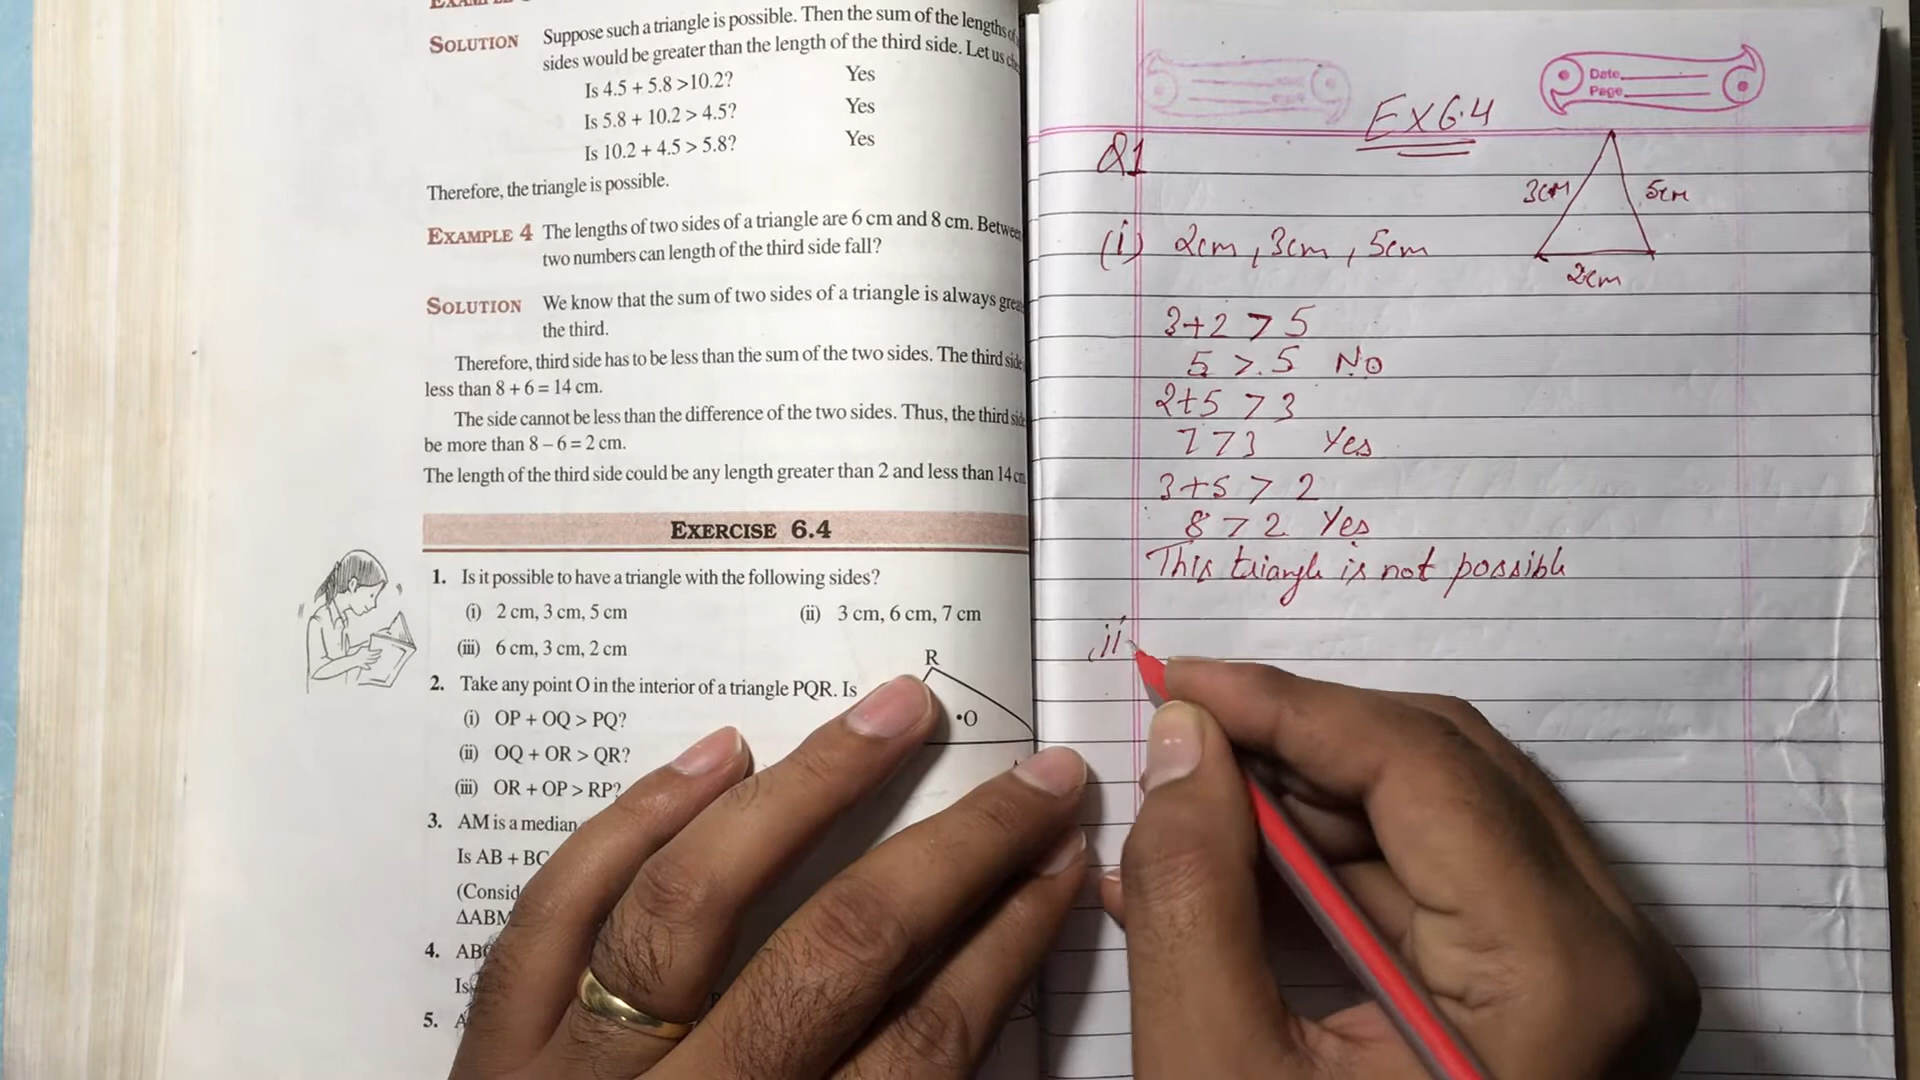 SOLUTION Suppose such a triangle is possible. Then the sum of the lengths of
sides would be greater than the length of the third side. Let us
Is 4.5 + 5.8 >10.2? Yes
Is 5.8 + 10.2 > 4.5? Yes
Is 10.2 + 4.5 > 5.8? Yes
Therefore, the triangle is possible.
EXAMPLE 4 The lengths of two sides of a triangle are 6 cm and 8 cm.
two numbers can length of the third side fall?
SOLUTION We know that the sum of two sides of a triangle is always
the third.
Therefore, third side has to be less than the sum of the two sides. The third
less than 8 + 6 = 14 cm.
The side cannot be less than the difference of the two sides. Thus, the third
be more than 8 – 6 = 2 cm.
The length of the third side could be any length greater than 2 and less than 14
EXERCISE 6.4
1. Is it possible to have a triangle with the following sides?
(i) 2 cm, 3 cm, 5 cm (ii) 3 cm, 6 cm, 7 cm
(iii) 6 cm, 3 cm, 2 cm
R
2. Take any point O in the interior of a triangle PQR. Is
(i) OP + OQ > PQ?
•O
(ii) OQ + OR > QR?
(iii) OR + OP > RP?
3. AM is a median
Is AB + BC
ΔABM
4.
Is
5.
Date
Page
Ex 6.4
Q1
3cm 5cm
(i) 2cm, 3cm, 5cm
2cm
3+2 > 5
5 > 5 No
2+5 > 3
7 > 3 Yes
3+5 > 2
8 > 2 Yes
This triangle is not possible
(ii